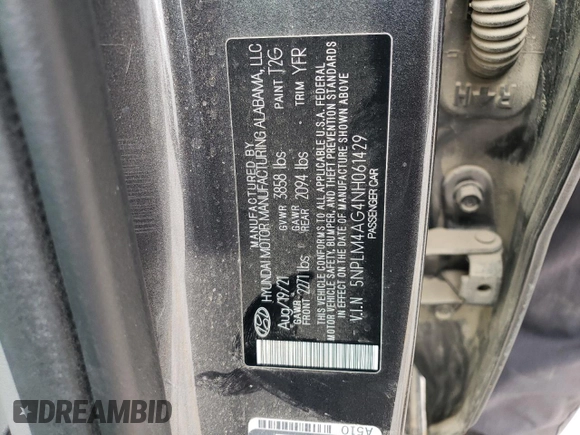 MANUFACTURED BY
HYUNDAI MOTOR MANUFACTURING ALABAMA, LLC
Aug/19/21 GVWR 3858 lbs PAINT T2G
GAWR FRONT 2271 lbs GAWR REAR 2094 lbs TRIM YFR
THIS VEHICLE CONFORMS TO ALL APPLICABLE U.S.A. FEDERAL
MOTOR VEHICLE SAFETY, BUMPER, AND THEFT PREVENTION STANDARDS
IN EFFECT ON THE DATE OF MANUFACTURE SHOWN ABOVE
V.I.N 5NPLM4AG4NH061429
PASSENGER CAR
R H
A510
DREAMBID